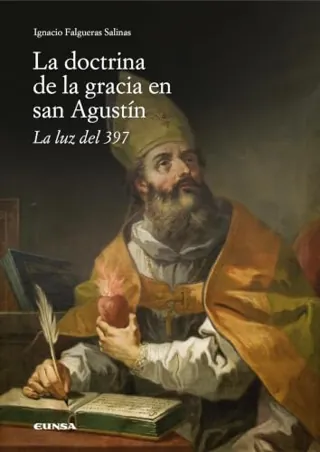 Ignacio Falgueras Salinas
La doctrina
de la gracia en
san Agustín
La luz del 397
EUNSA